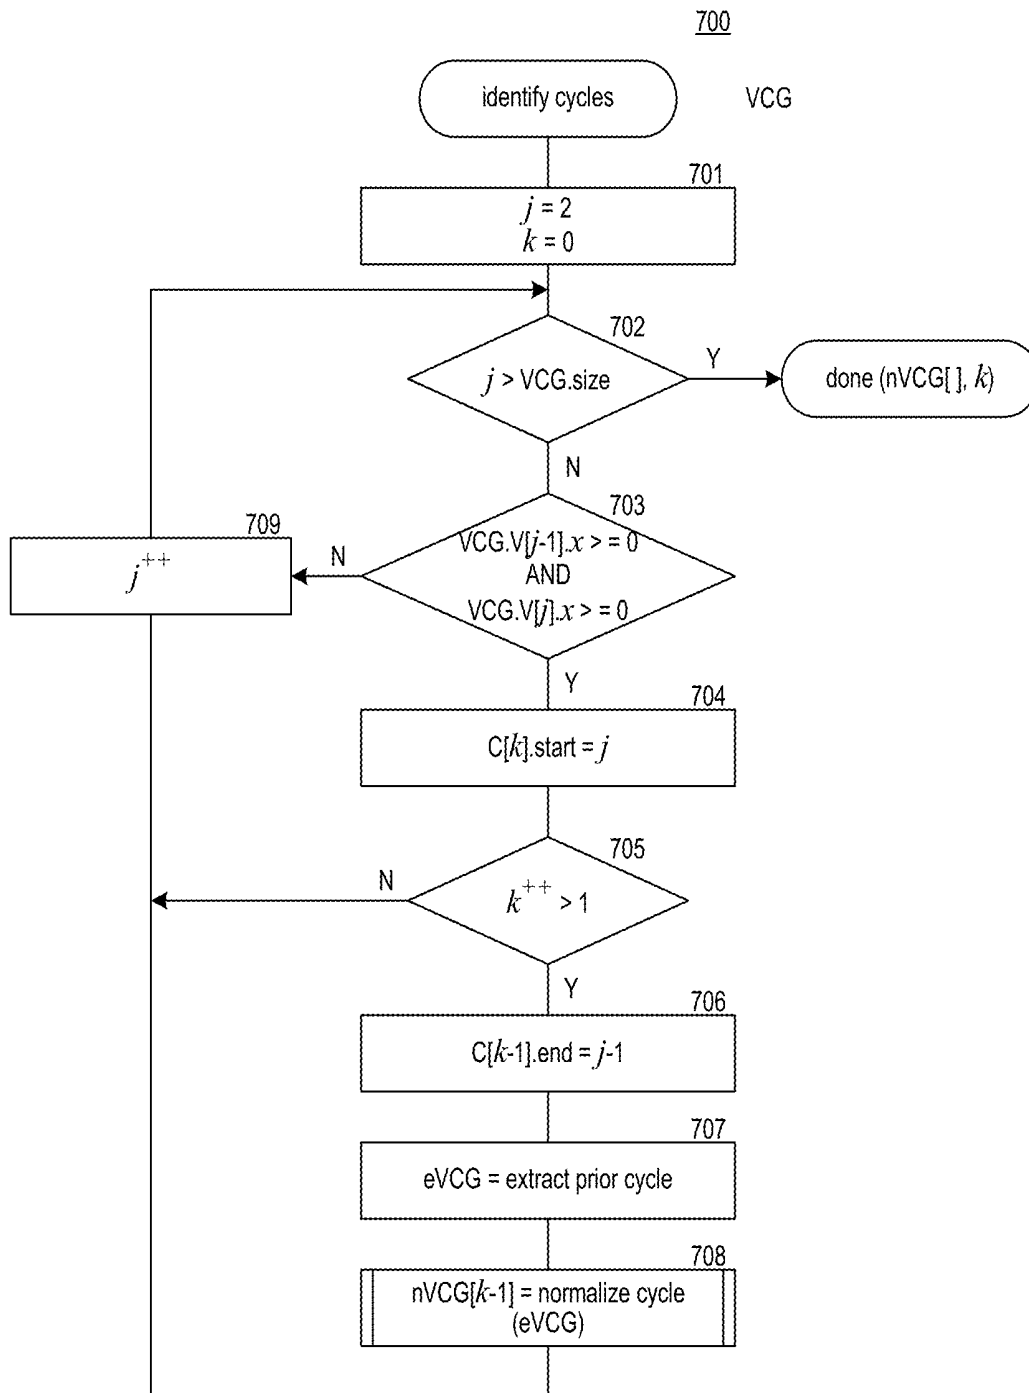 700
identify cycles
VCG
701
j = 2
k = 0
702
j > VCG.size
Y
done (nVCG[ ], k)
N
703
VCG.V[j-1].x > = 0
AND
VCG.V[j].x > = 0
N
709
j++
Y
704
C[k].start = j
705
k++ > 1
N
Y
706
C[k-1].end = j-1
707
eVCG = extract prior cycle
708
nVCG[k-1] = normalize cycle
(eVCG)